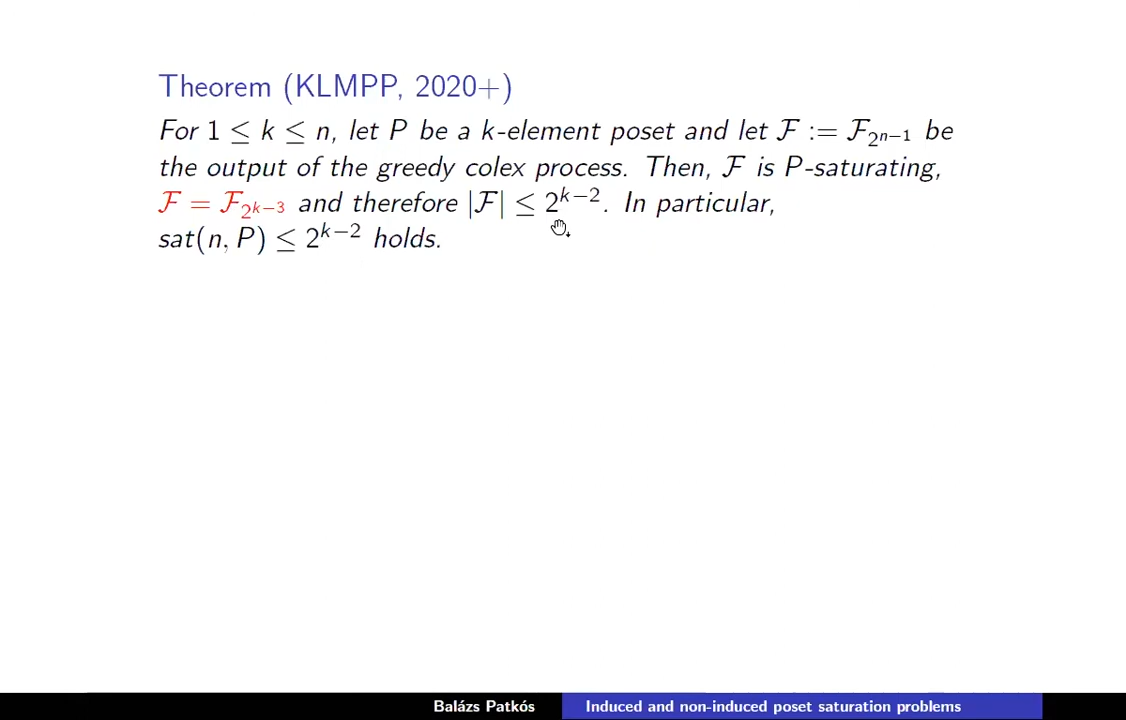 Theorem (KLMPP, 2020+)
For 1 ≤ k ≤ n, let P be a k-element poset and let ℱ := ℱ_{2^{n−1}} be
the output of the greedy colex process. Then, ℱ is P-saturating,
ℱ = ℱ_{2^{k−3}} and therefore |ℱ| ≤ 2^{k−2}. In particular,
sat(n, P) ≤ 2^{k−2} holds.
Balázs Patkós
Induced and non-induced poset saturation problems